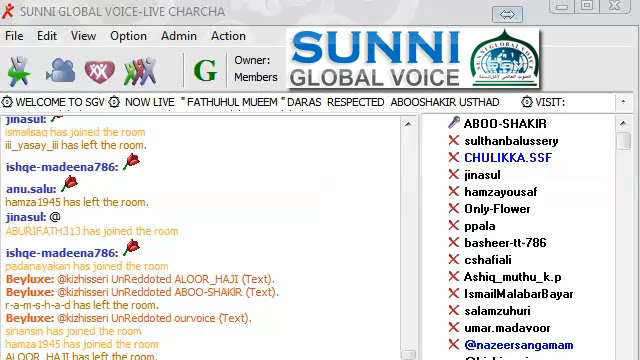 SUNNI GLOBAL VOICE-LIVE CHARCHA
File Edit View Option Admin Action
SUNNI
GLOBAL VOICE
G
Owner:
Members
WELCOME TO SGV NOW LIVE "FATHUHUL MUEEM" DARAS RESPECTED ABOOSHAKIR USTHAD VISIT:
jinasul:
ismailsaq has joined the room
iii_yasay_iii has left the room.
ishqe-madeena786:
anu.salu:
hamza1945 has left the room.
jinasul: @
ABURIFATH313 has joined the room
ishqe-madeena786:
padanayakan has joined the room
Beyluxe: @kizhisseri UnReddoted ALOOR_HAJI (Text).
Beyluxe: @kizhisseri UnReddoted ABOO-SHAKIR (Text).
r-a-m-s-h-a-d has left the room.
Beyluxe: @kizhisseri UnReddoted ourvoice (Text).
sinansin has joined the room
hamza1945 has joined the room
ALOOR_HAJI has left the room.
ABOO-SHAKIR
sulthanbalussery
CHULIKKA.SSF
jinasul
hamzayousaf
Only-Flower
ppala
basheer-tt-786
cshafiali
Ashiq_muthu_k.p
IsmailMalabarBayar
salamzuhuri
umar.madavoor
@nazeersangamam